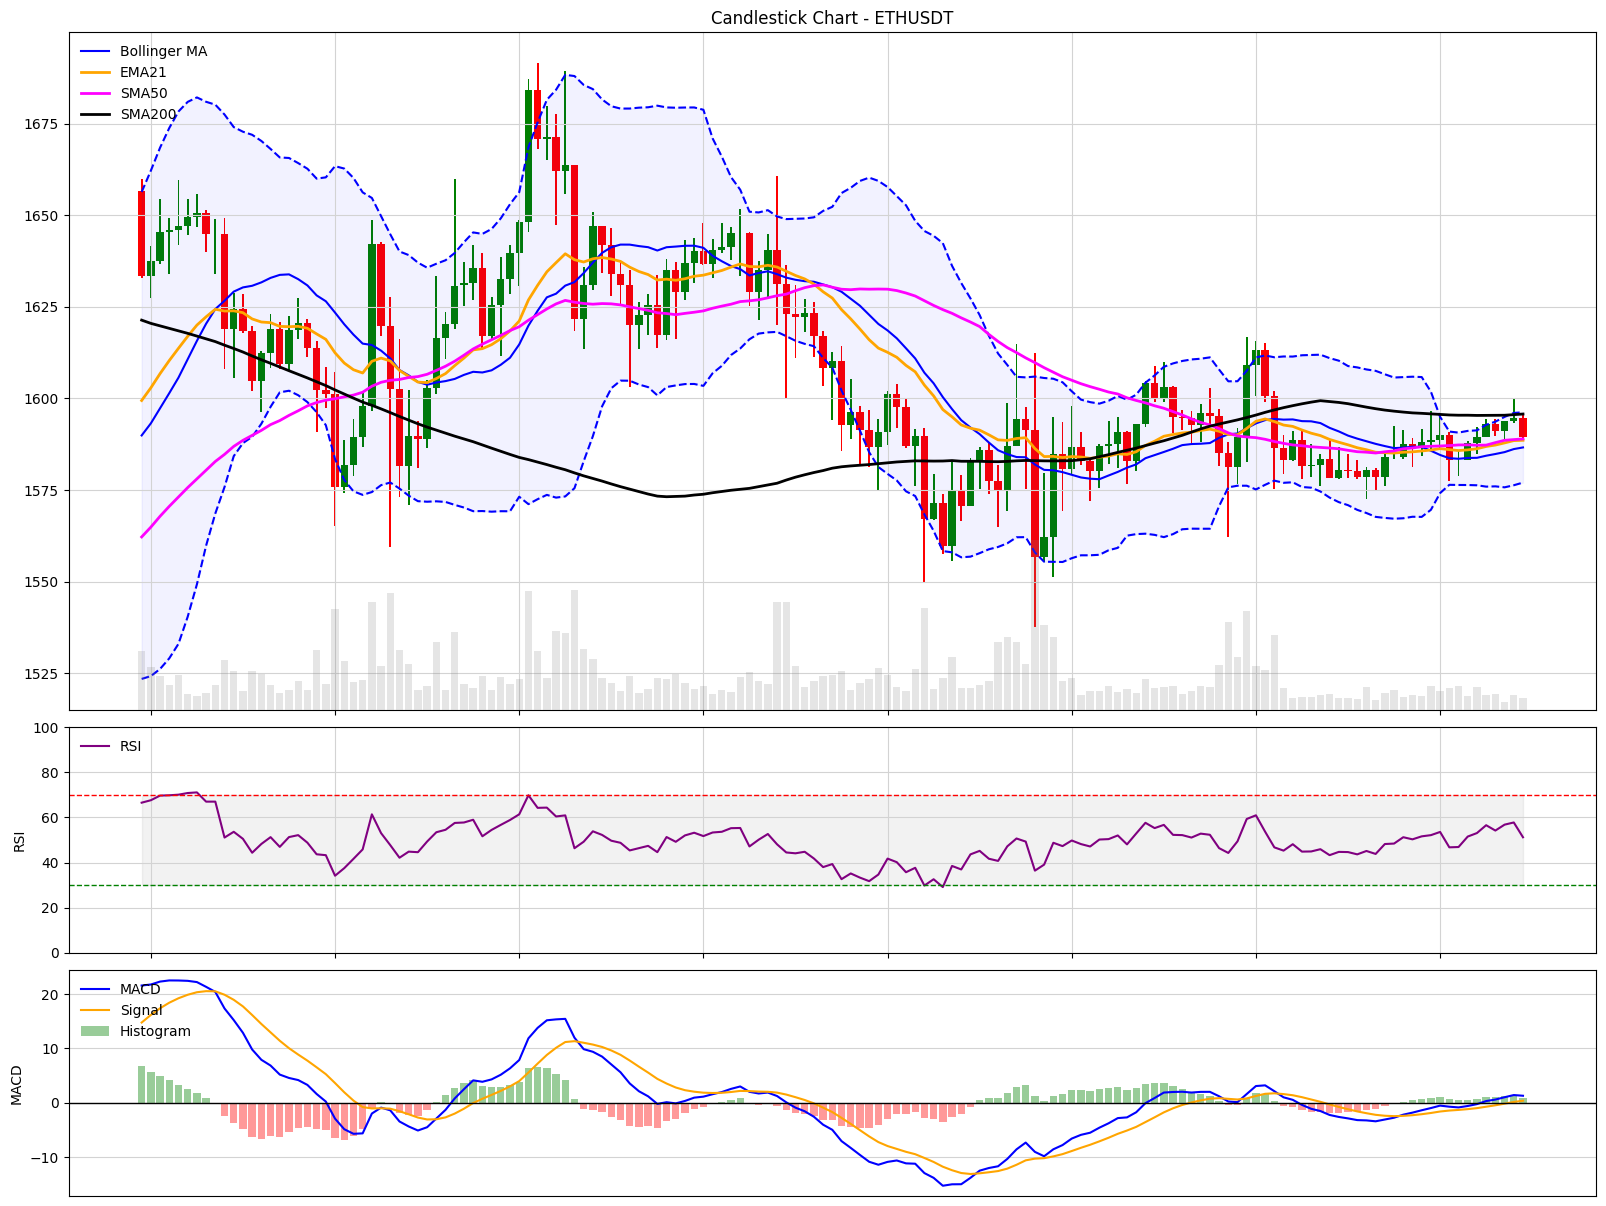 Candlestick Chart - ETHUSDT
Bollinger MA
EMA21
SMA50
SMA200
1675
1650
1625
1600
1575
1550
1525
100
80
60
40
20
0
RSI
RSI
20
10
0
−10
MACD
MACD
Signal
Histogram